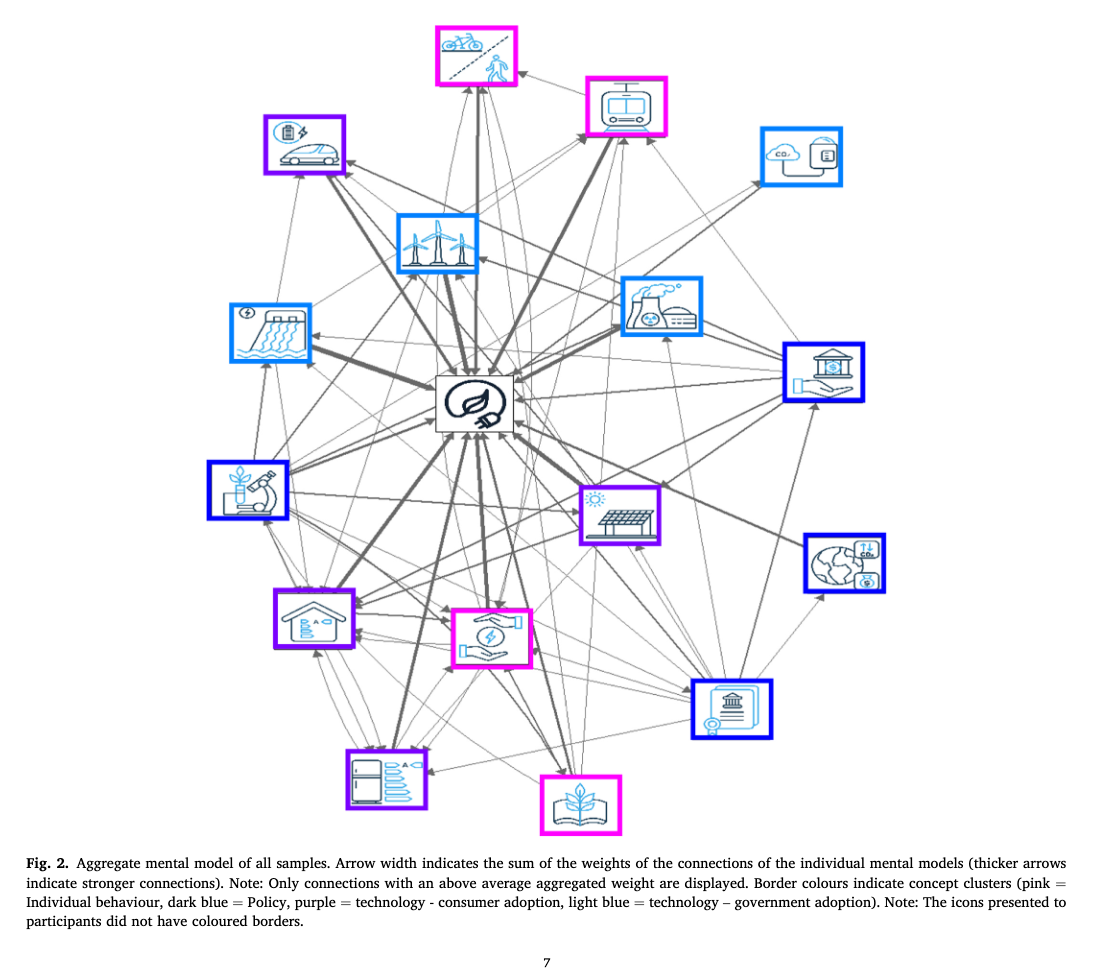 CO₂
$
A
CO₂
$
A
Fig. 2. Aggregate mental model of all samples. Arrow width indicates the sum of the weights of the connections of the individual mental models (thicker arrows
indicate stronger connections). Note: Only connections with an above average aggregated weight are displayed. Border colours indicate concept clusters (pink =
Individual behaviour, dark blue = Policy, purple = technology - consumer adoption, light blue = technology – government adoption). Note: The icons presented to
participants did not have coloured borders.
7